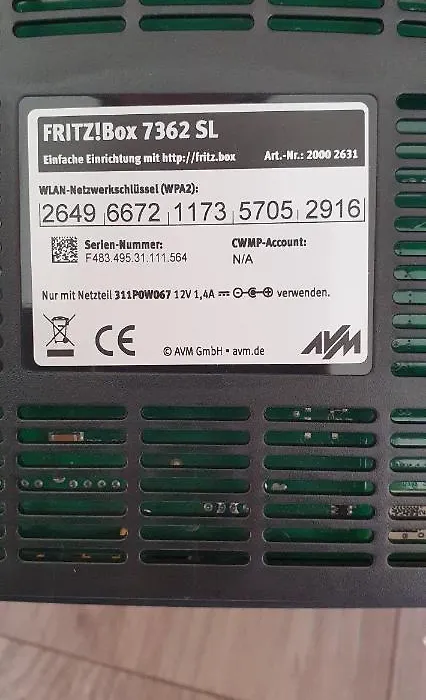 FRITZ!Box 7362 SL
Einfache Einrichtung mit http://fritz.box Art.-Nr.: 2000 2631
WLAN-Netzwerkschlüssel (WPA2):
2649 6672 1173 5705 2916
Serien-Nummer: CWMP-Account:
F483.495.31.111.564 N/A
Nur mit Netzteil 311P0W067 12V 1,4A verwenden.
CE © AVM GmbH • avm.de AVM